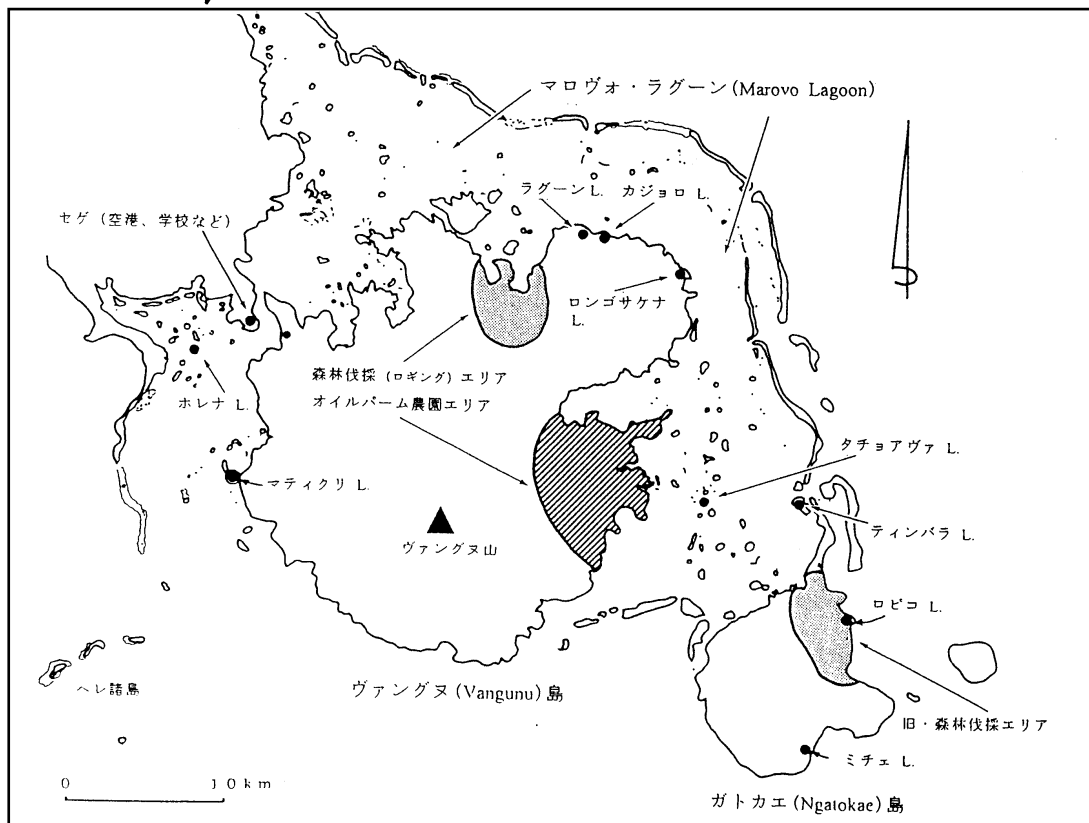 マロヴォ・ラグーン(Marovo Lagoon)
ラグーン L.
カジョロ L.
セゲ (空港、学校など)
ロンゴサケナ
L.
森林伐採 (ロギング) エリア
オイルパーム農園エリア
ホレナ L.
タチョアヴァ L.
マティクリ L.
ティンバラ L.
ヴァングヌ山
ロビコ L.
ヘレ諸島
ヴァングヌ(Vangunu)島
旧・森林伐採エリア
0 10km
ミチェ L.
ガトカエ(Ngatokae)島